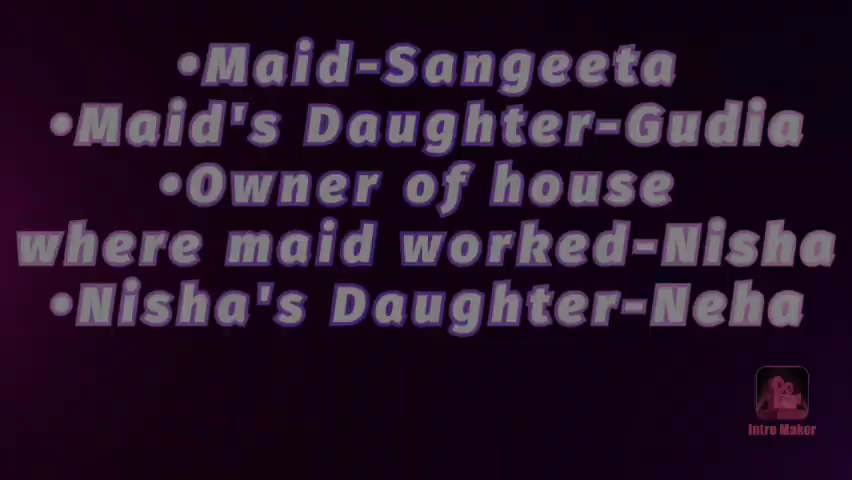 •Maid-Sangeeta
•Maid's Daughter-Gudia
•Owner of house
where maid worked-Nisha
•Nisha's Daughter-Neha
Intro Maker